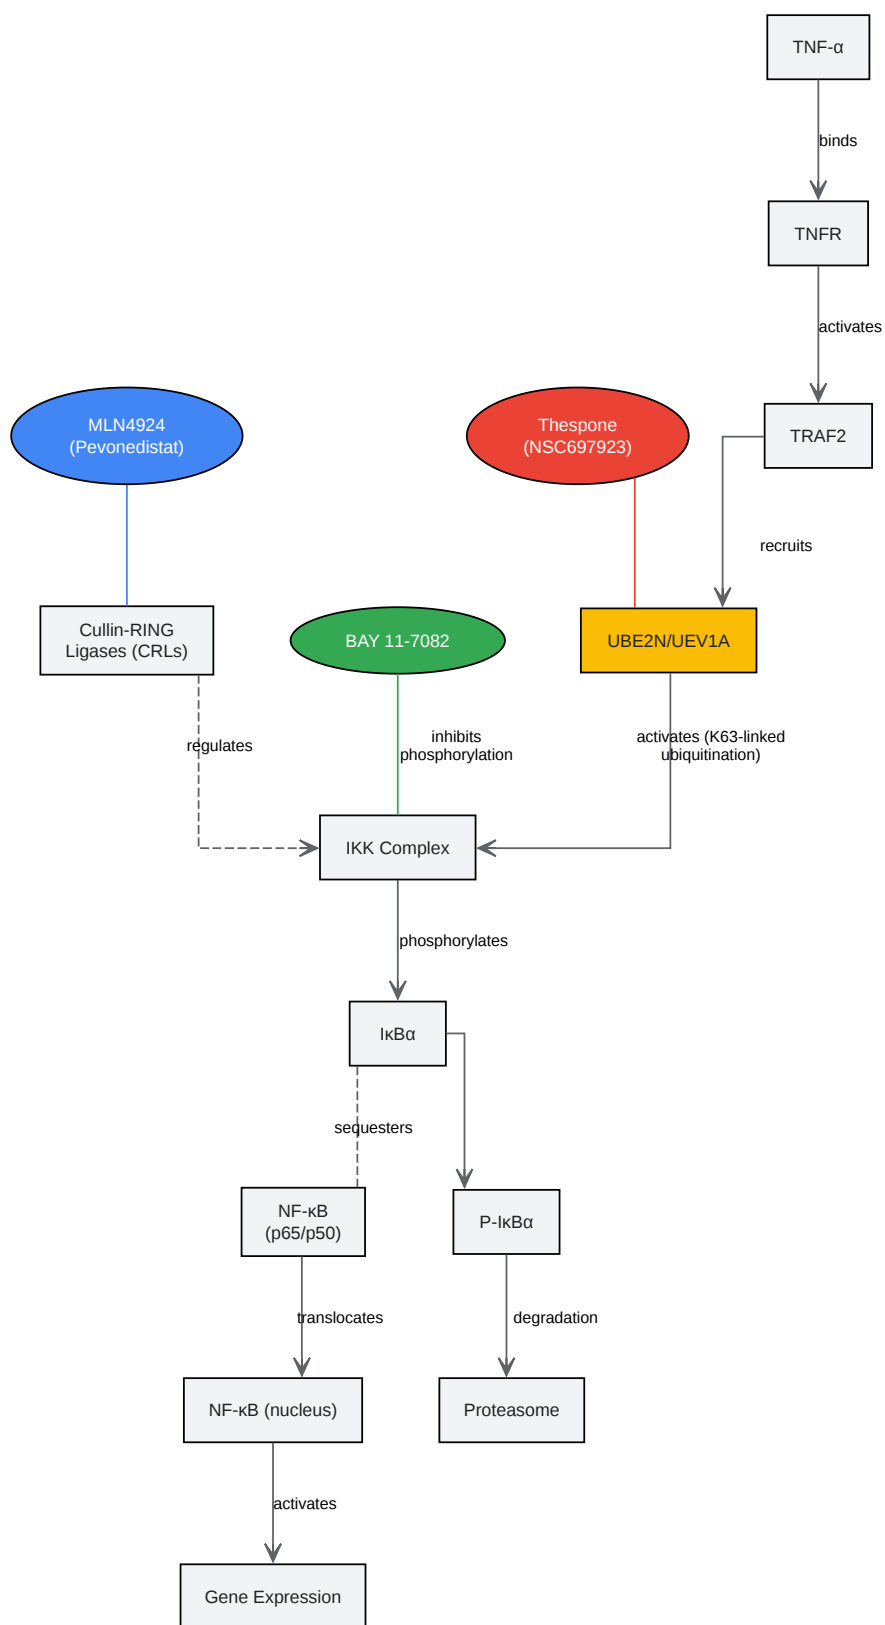 TNF-α
binds
TNFR
activates
MLN4924
(Pevonedistat)
Thespone
(NSC697923)
TRAF2
recruits
Cullin-RING
Ligases (CRLs)
BAY 11-7082
UBE2N/UEV1A
regulates
inhibits
phosphorylation
activates (K63-linked
ubiquitination)
IKK Complex
phosphorylates
IκBα
sequesters
NF-κB
(p65/p50)
P-IκBα
translocates
degradation
NF-κB (nucleus)
Proteasome
activates
Gene Expression